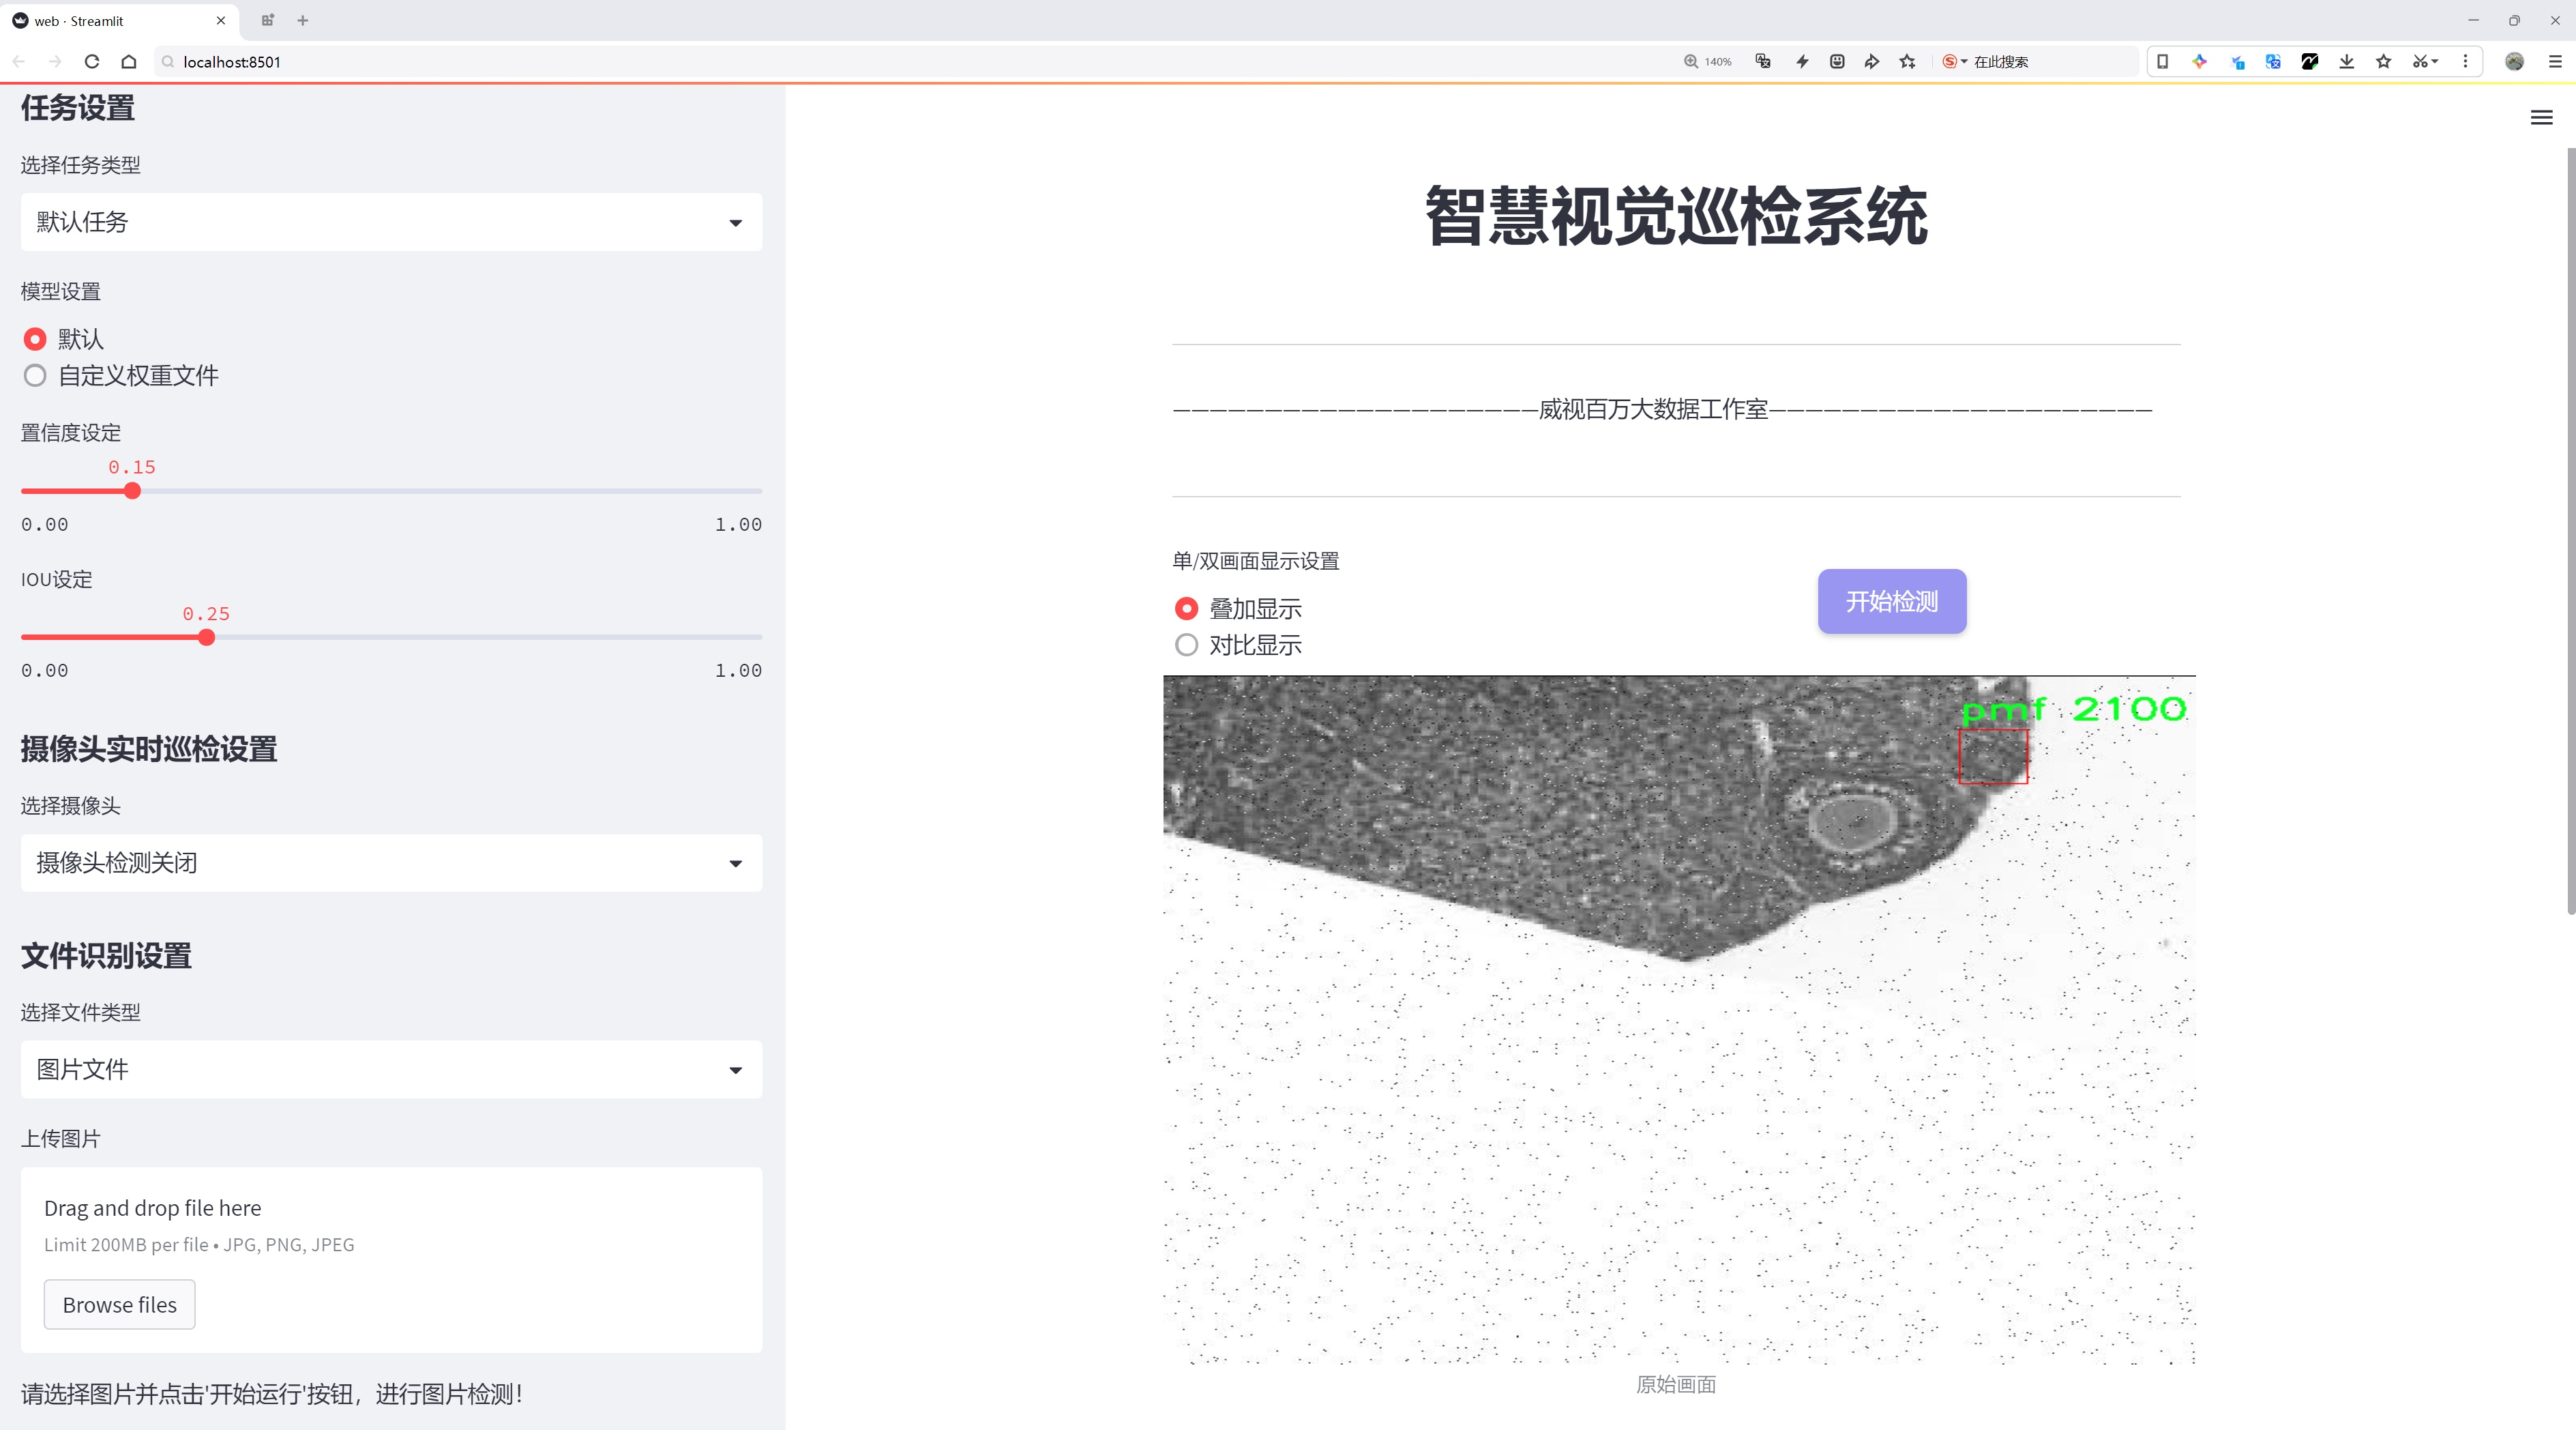 web · Streamlit
localhost:8501
140%
在此搜索
任务设置
选择任务类型
默认任务
模型设置
默认
自定义权重文件
置信度设定
0.15
0.00
1.00
IOU设定
0.25
0.00
1.00
摄像头实时巡检设置
选择摄像头
摄像头检测关闭
文件识别设置
选择文件类型
图片文件
上传图片
Drag and drop file here
Limit 200MB per file • JPG, PNG, JPEG
Browse files
请选择图片并点击'开始运行'按钮，进行图片检测！
智慧视觉巡检系统
—————————————————————威视百万大数据工作室——————————————————————
单/双画面显示设置
叠加显示
对比显示
开始检测
pmf 2100
原始画面